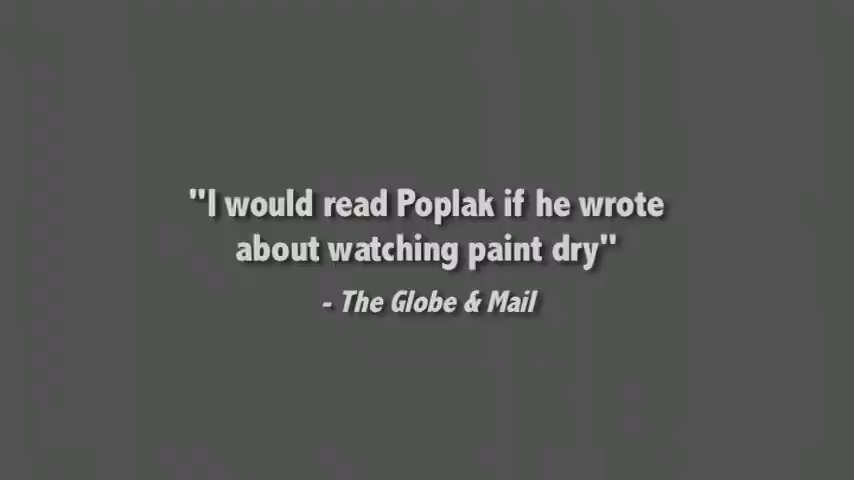 "I would read Poplak if he wrote
about watching paint dry"
- The Globe & Mail